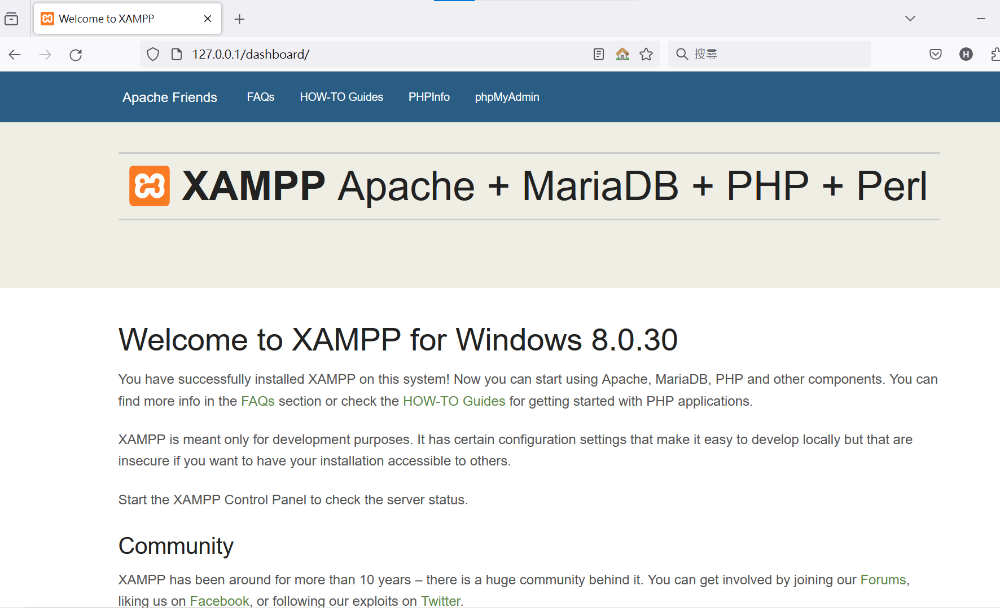 Welcome to XAMPP
127.0.0.1/dashboard/
搜尋
H
Apache Friends FAQs HOW-TO Guides PHPInfo phpMyAdmin
XAMPP Apache + MariaDB + PHP + Perl
Welcome to XAMPP for Windows 8.0.30
You have successfully installed XAMPP on this system! Now you can start using Apache, MariaDB, PHP and other components. You can
find more info in the FAQs section or check the HOW-TO Guides for getting started with PHP applications.
XAMPP is meant only for development purposes. It has certain configuration settings that make it easy to develop locally but that are
insecure if you want to have your installation accessible to others.
Start the XAMPP Control Panel to check the server status.
Community
XAMPP has been around for more than 10 years – there is a huge community behind it. You can get involved by joining our Forums,
liking us on Facebook, or following our exploits on Twitter.